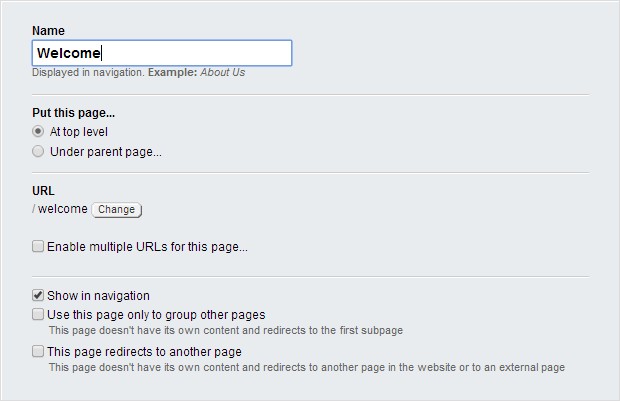 Name
Welcome
Displayed in navigation. Example: About Us
Put this page...
At top level
Under parent page...
URL
/ welcome Change
Enable multiple URLs for this page...
Show in navigation
Use this page only to group other pages
This page doesn't have its own content and redirects to the first subpage
This page redirects to another page
This page doesn't have its own content and redirects to another page in the website or to an external page